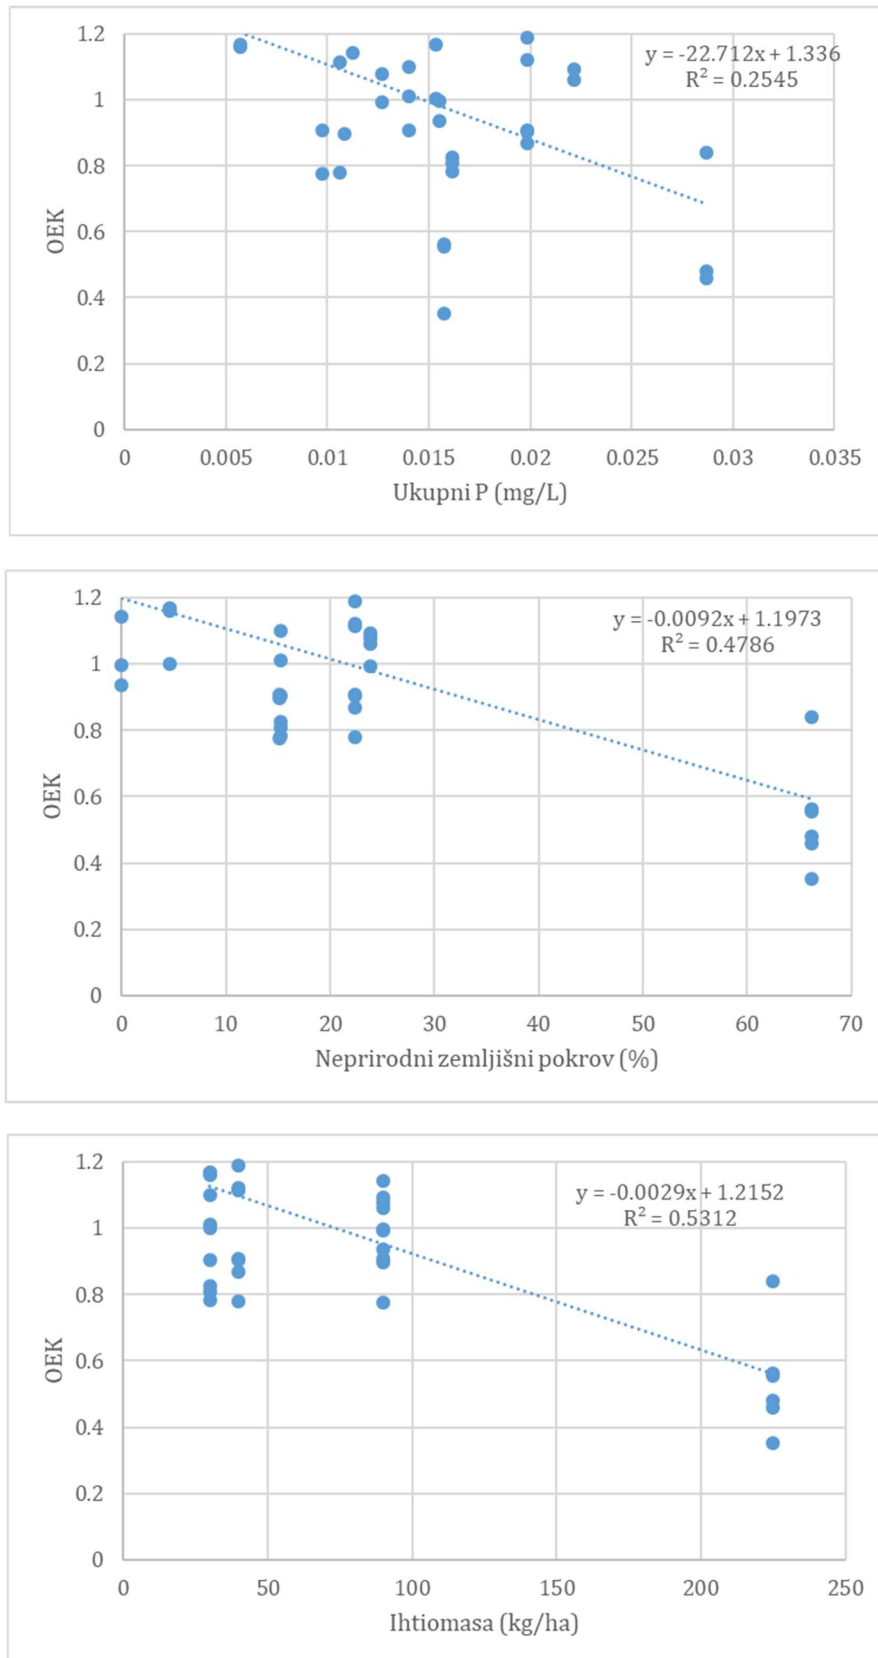 1.2
1
0.8
0.6
0.4
0.2
0
OEK
y = -22.712x + 1.336
R² = 0.2545
0 0.005 0.01 0.015 0.02 0.025 0.03 0.035
Ukupni P (mg/L)
1.2
1
0.8
0.6
0.4
0.2
0
OEK
y = -0.0092x + 1.1973
R² = 0.4786
0 10 20 30 40 50 60 70
Neprirodni zemljišni pokrov (%)
1.2
1
0.8
0.6
0.4
0.2
0
OEK
y = -0.0029x + 1.2152
R² = 0.5312
0 50 100 150 200 250
Ihtiomasa (kg/ha)